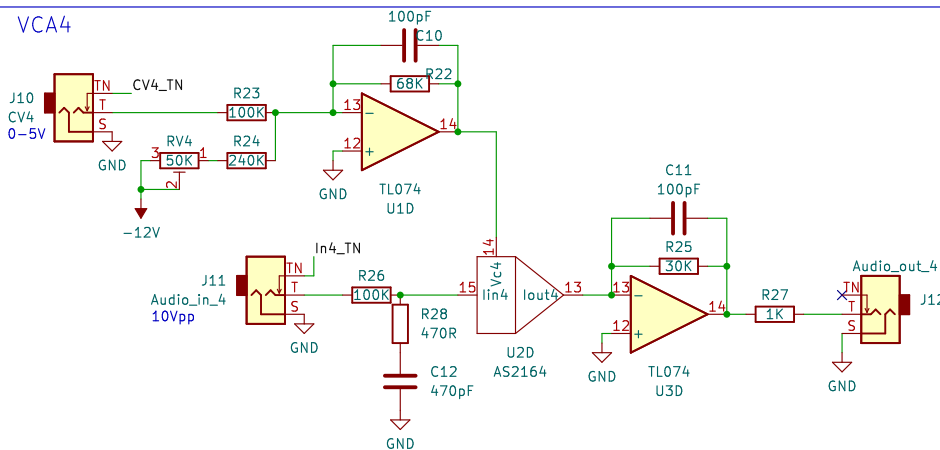 VCA4
100pF
C10
R22
68K
J10
CV4
0-5V
TN
T
S
CV4_TN
GND
R23
100K
RV4
50K
3
1
2
R24
240K
-12V
13
−
12
+
14
GND
TL074
U1D
J11
Audio_in_4
10Vpp
TN
T
S
In4_TN
GND
R26
100K
R28
470R
C12
470pF
GND
14
Vc4
15
Iin4
Iout4
13
U2D
AS2164
C11
100pF
R25
30K
13
−
12
+
14
GND
TL074
U3D
R27
1K
Audio_out_4
TN
T
S
J12
GND